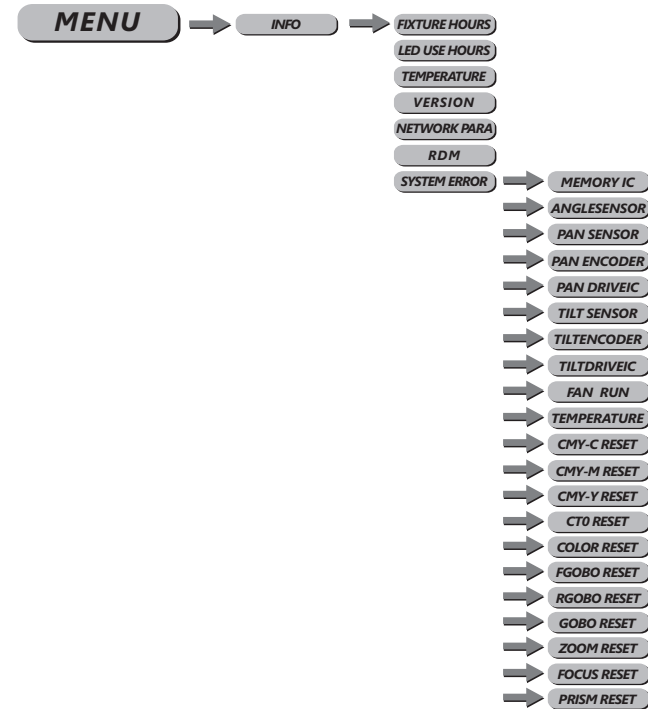 MENU INFO FIXTURE HOURS
LED USE HOURS
TEMPERATURE
VERSION
NETWORK PARA
RDM
SYSTEM ERROR MEMORY IC
ANGLESENSOR
PAN SENSOR
PAN ENCODER
PAN DRIVEIC
TILT SENSOR
TILTENCODER
TILTDRIVEIC
FAN RUN
TEMPERATURE
CMY-C RESET
CMY-M RESET
CMY-Y RESET
CT0 RESET
COLOR RESET
FGOBO RESET
RGOBO RESET
GOBO RESET
ZOOM RESET
FOCUS RESET
PRISM RESET